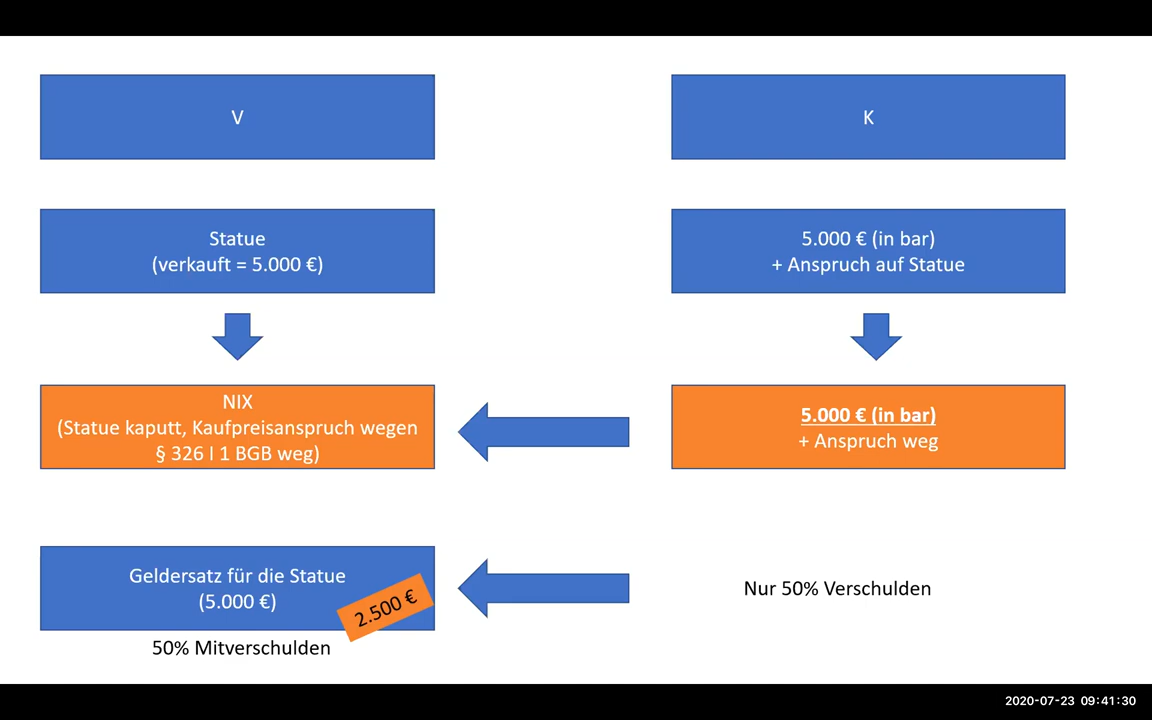 V
K
Statue
(verkauft = 5.000 €)
5.000 € (in bar)
+ Anspruch auf Statue
NIX
(Statue kaputt, Kaufpreisanspruch wegen
§ 326 I 1 BGB weg)
5.000 € (in bar)
+ Anspruch weg
Geldersatz für die Statue
(5.000 €)
2.500 €
Nur 50% Verschulden
50% Mitverschulden
2020-07-23 09:41:30